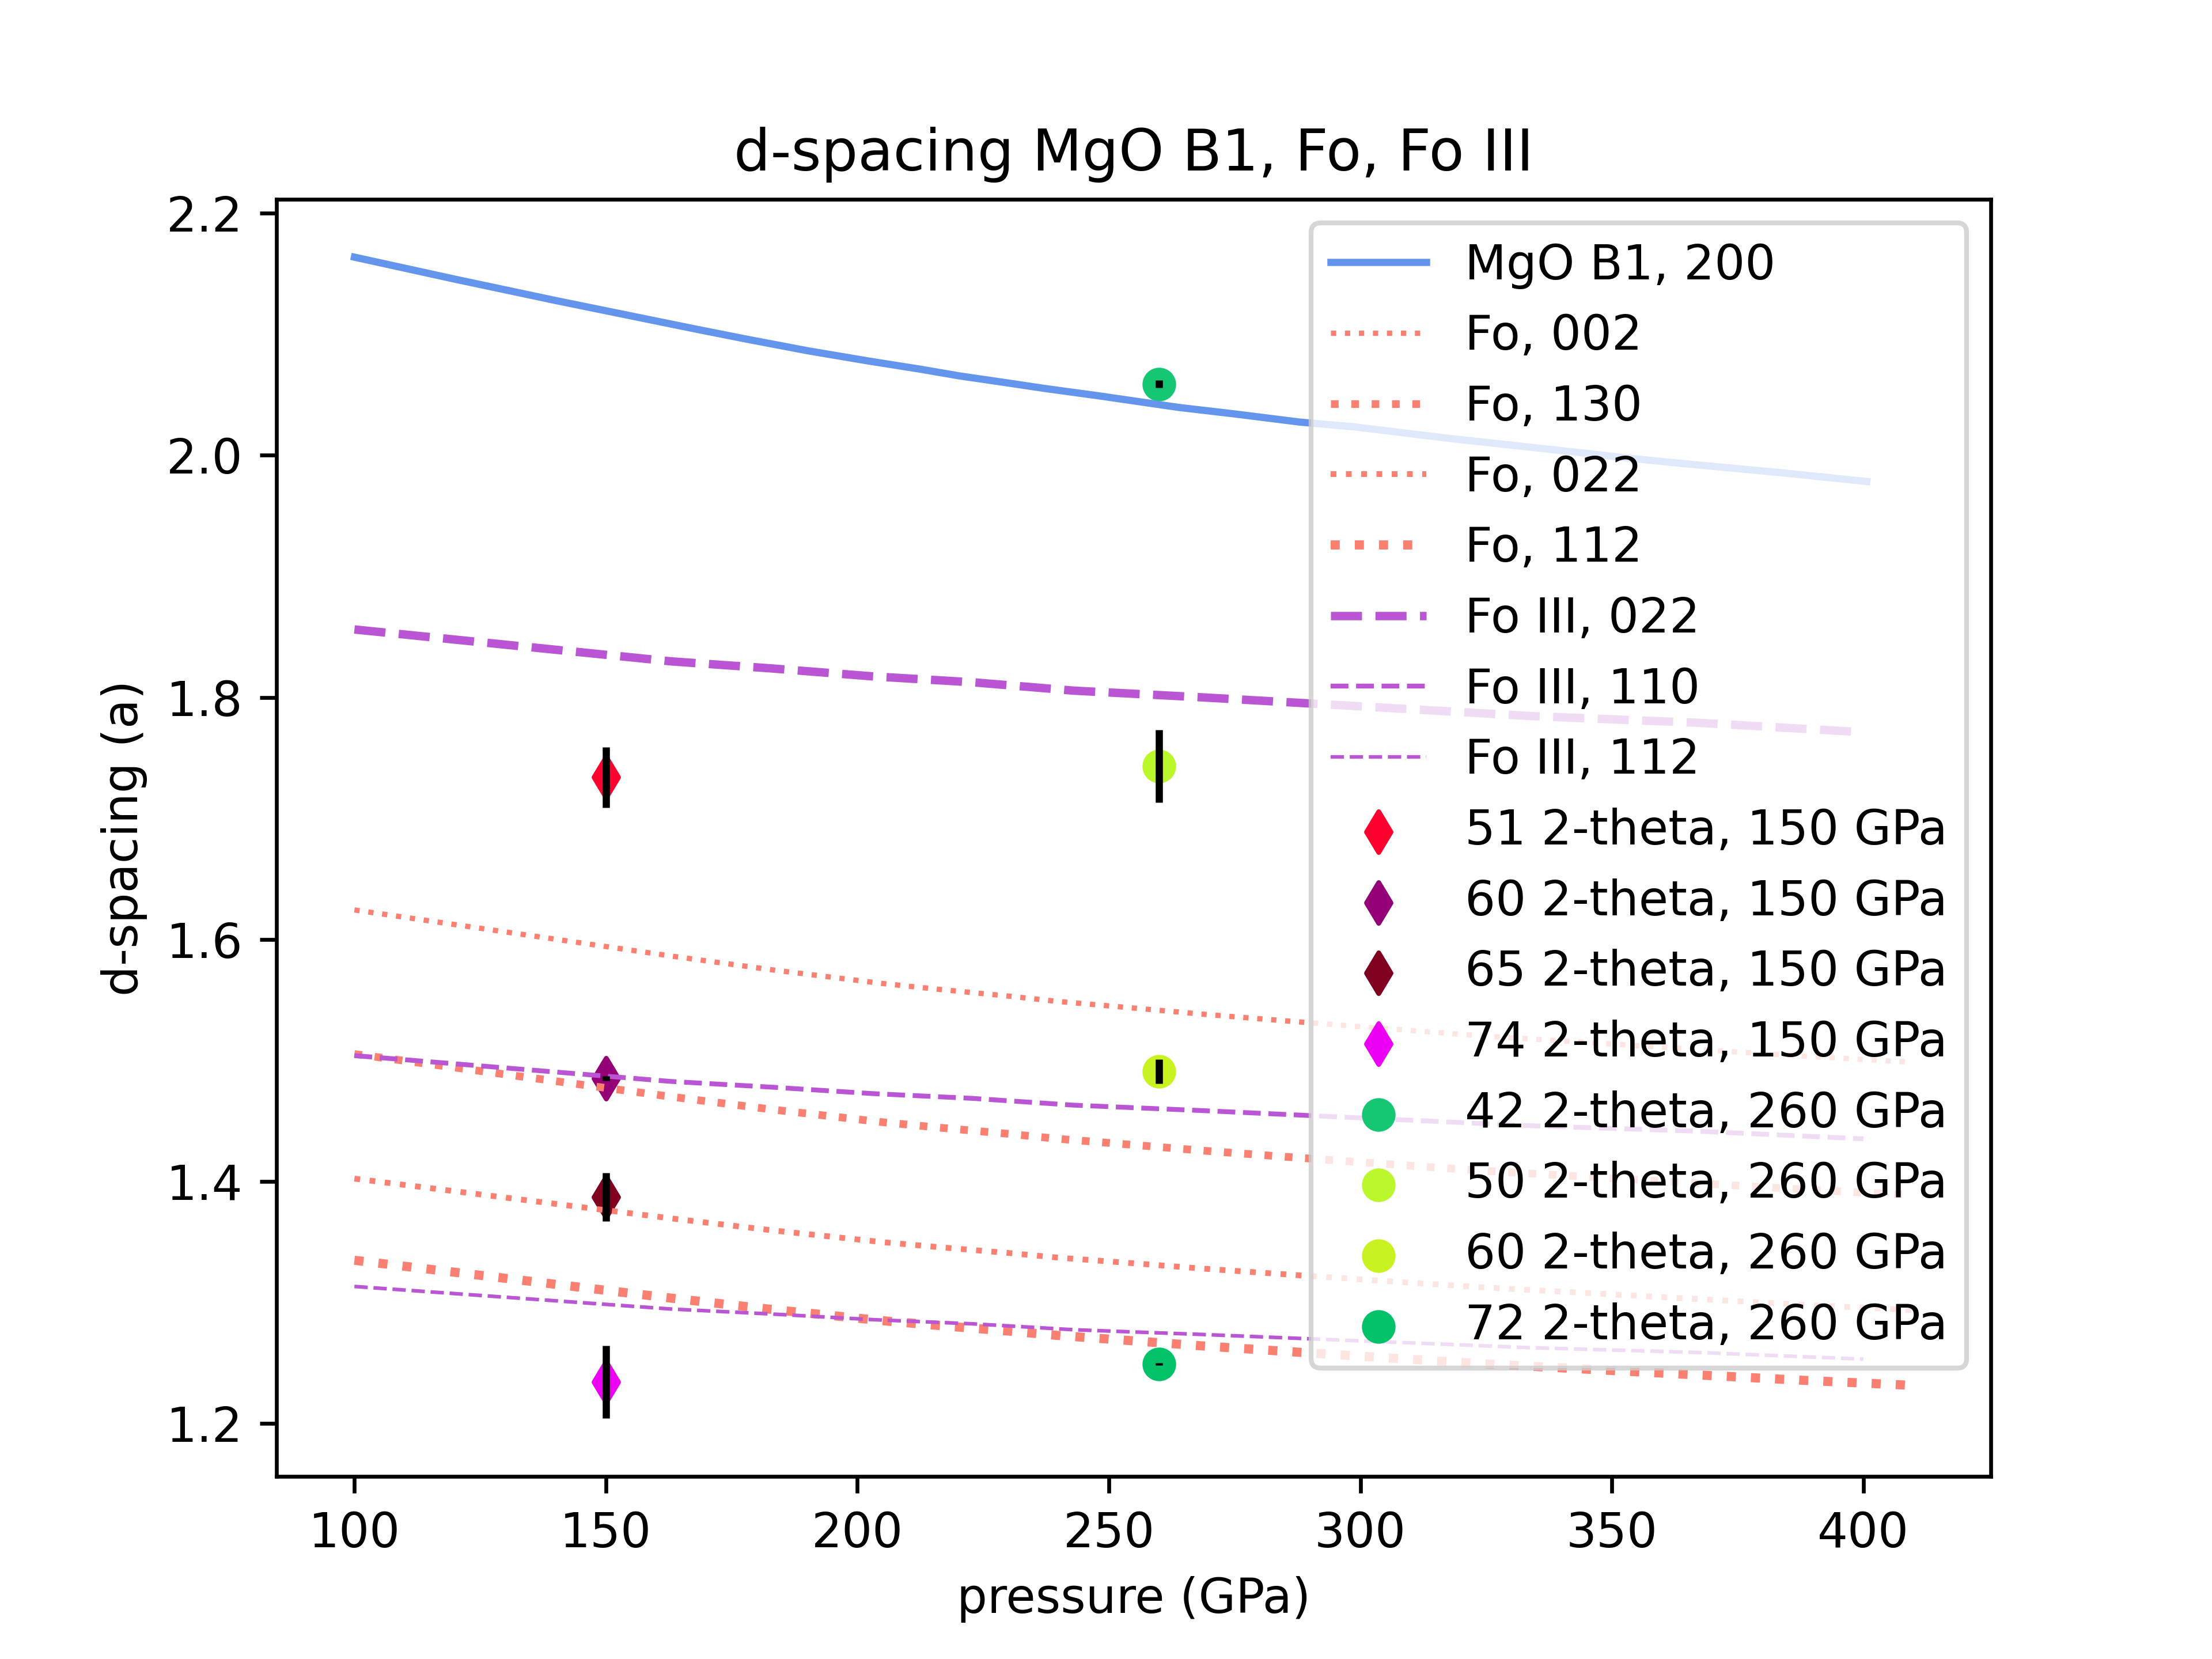 d-spacing MgO B1, Fo, Fo III
2.2
2.0
1.8
1.6
1.4
1.2
d-spacing (a)
MgO B1, 200
Fo, 002
Fo, 130
Fo, 022
Fo, 112
Fo III, 022
Fo III, 110
Fo III, 112
51 2-theta, 150 GPa
60 2-theta, 150 GPa
65 2-theta, 150 GPa
74 2-theta, 150 GPa
42 2-theta, 260 GPa
50 2-theta, 260 GPa
60 2-theta, 260 GPa
72 2-theta, 260 GPa
100 150 200 250 300 350 400
pressure (GPa)